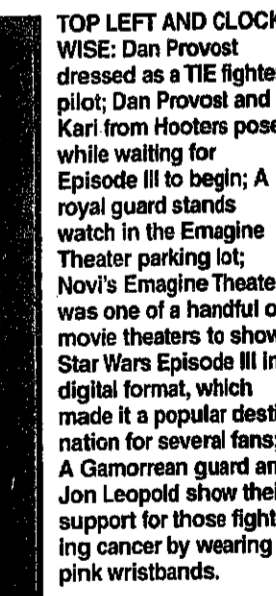 TOP LEFT AND CLOCK
WISE: Dan Provost
dressed as a TIE fighte
pilot; Dan Provost and
Kari from Hooters pose
while waiting for
Episode III to begin; A
royal guard stands
watch in the Emagine
Theater parking lot;
Novi's Emagine Theate
was one of a handful o
movie theaters to show
Star Wars Episode III in
digital format, which
made it a popular desti
nation for several fans;
A Gamorrean guard an
Jon Leopold show thei
support for those fight
ing cancer by wearing
pink wristbands.